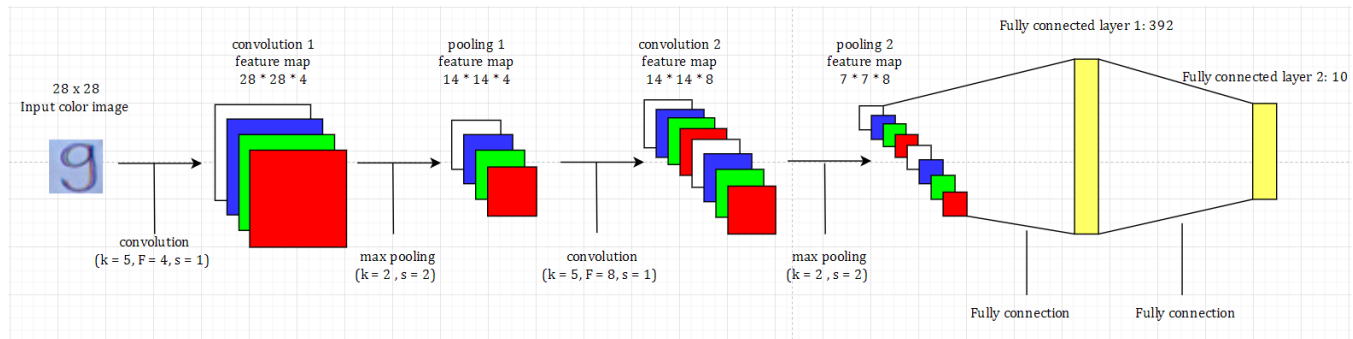 28 x 28
Input color image
g
convolution 1
feature map
28 * 28 * 4
pooling 1
feature map
14 * 14 * 4
convolution 2
feature map
14 * 14 * 8
pooling 2
feature map
7 * 7 * 8
Fully connected layer 1: 392
Fully connected layer 2: 10
convolution
(k = 5, F = 4, s = 1)
max pooling
(k = 2 , s = 2)
convolution
(k = 5, F = 8, s = 1)
max pooling
(k = 2 , s = 2)
Fully connection
Fully connection